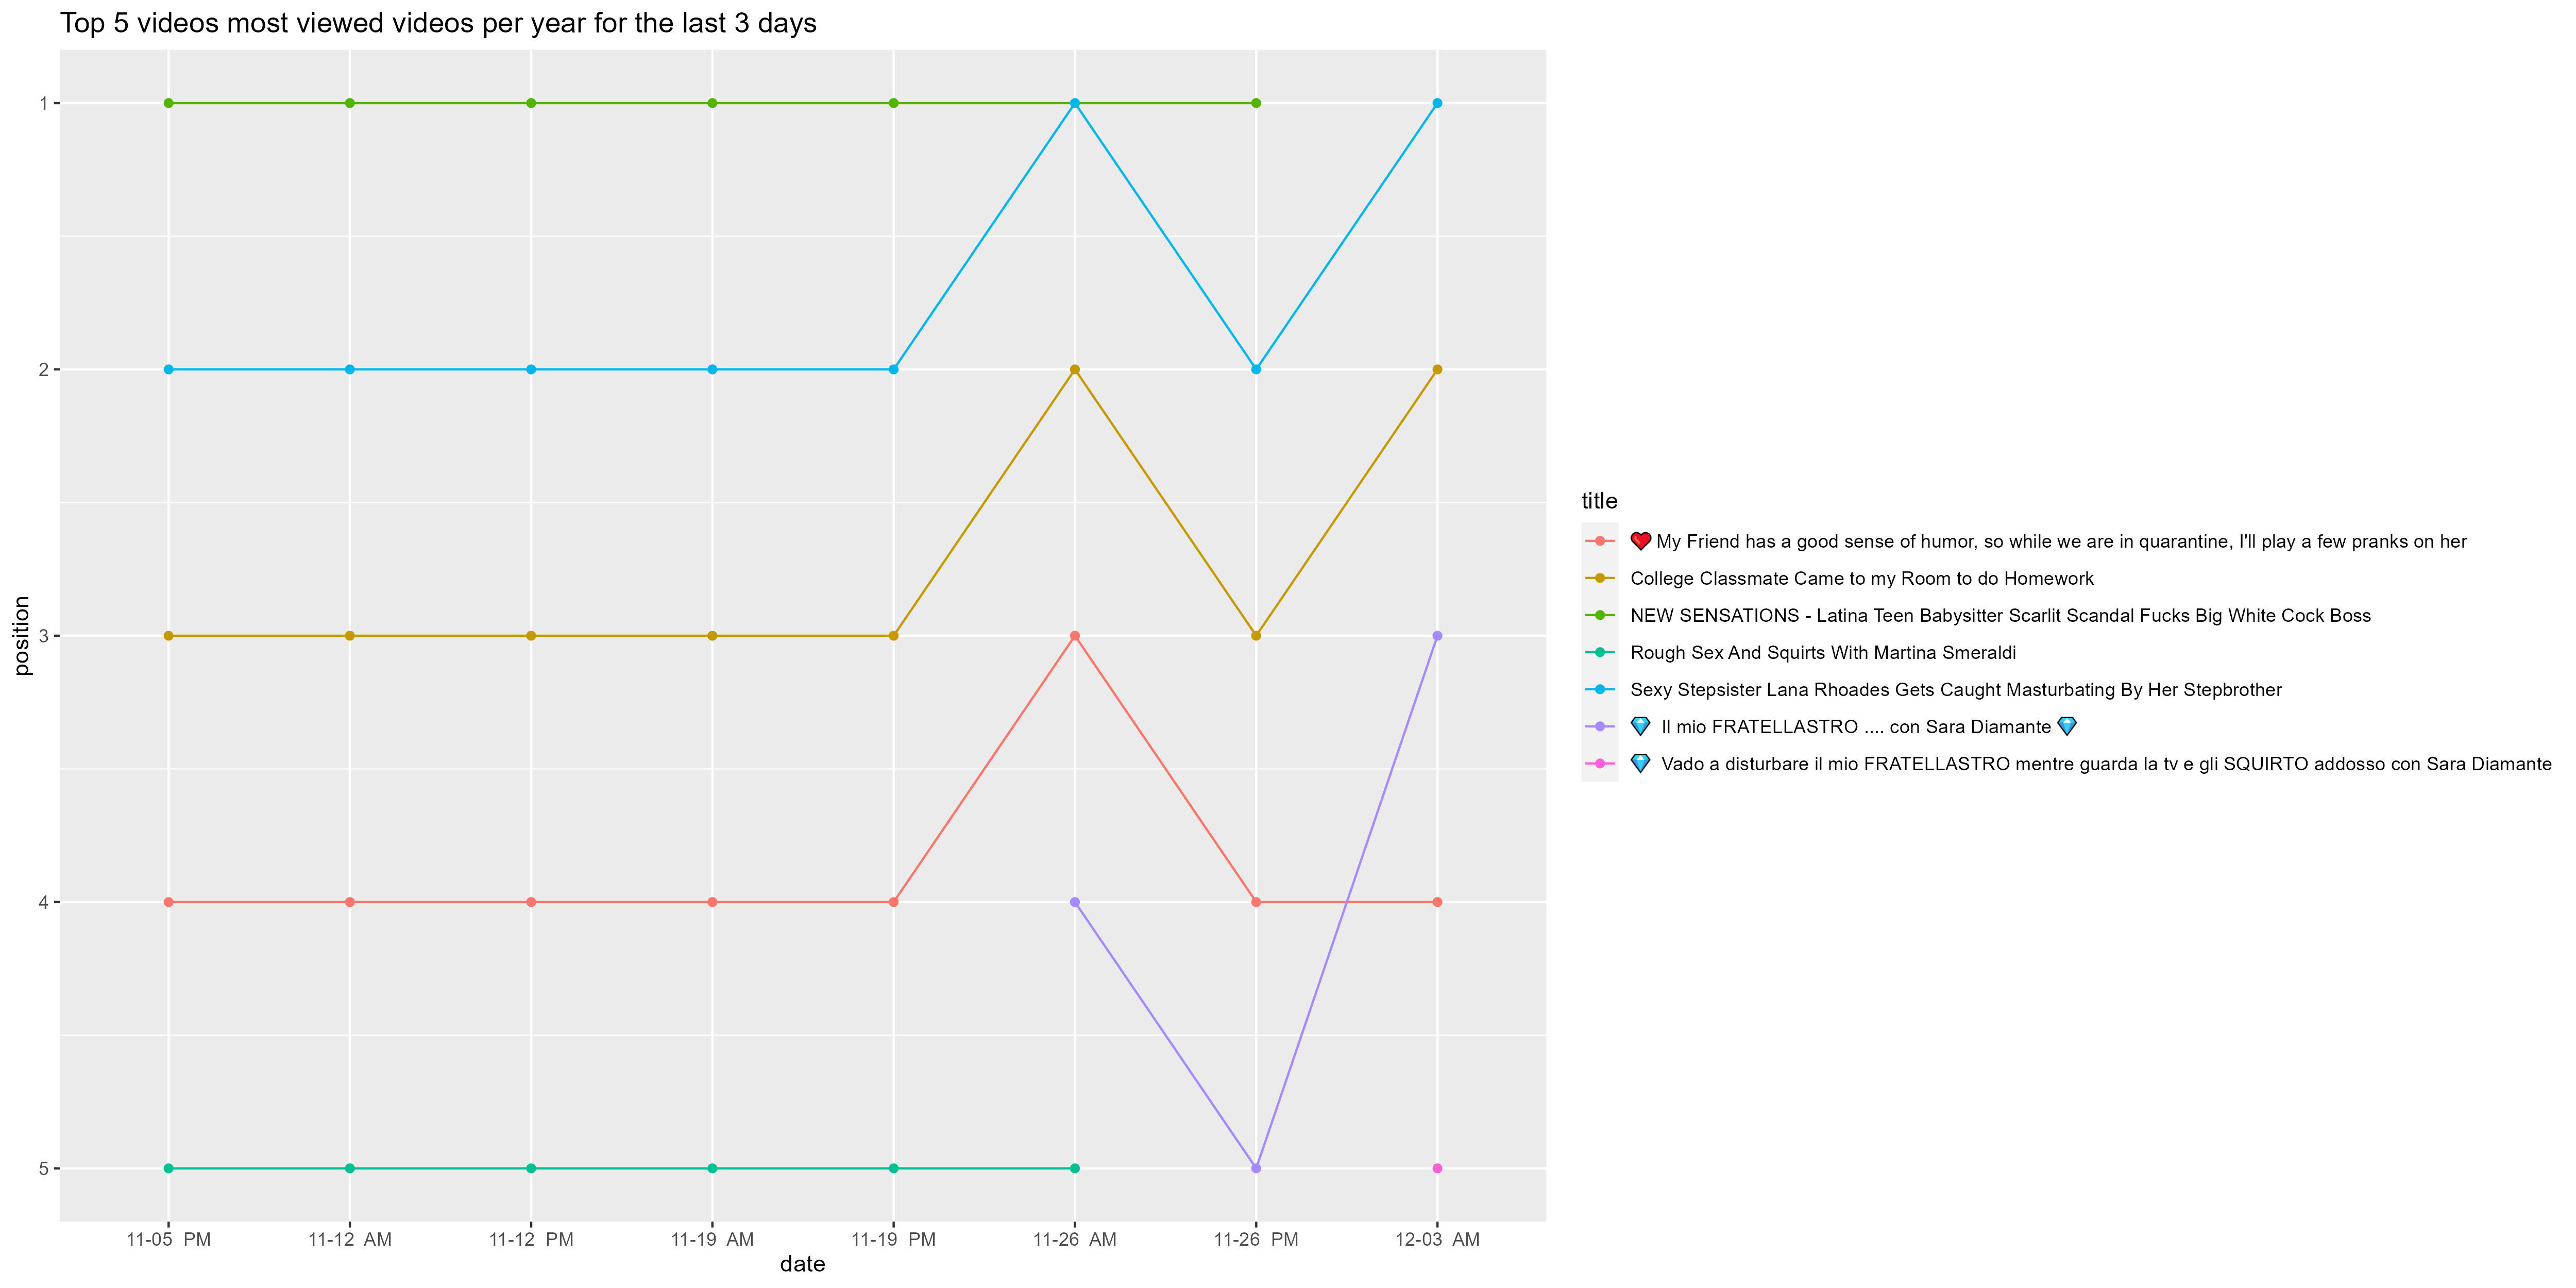 Top 5 videos most viewed videos per year for the last 3 days
position
1
2
3
4
5
11-05 PM
11-12 AM
11-12 PM
11-19 AM
11-19 PM
11-26 AM
11-26 PM
12-03 AM
date
title
❤ My Friend has a good sense of humor, so while we are in quarantine, I'll play a few pranks on her
College Classmate Came to my Room to do Homework
NEW SENSATIONS - Latina Teen Babysitter Scarlit Scandal Fucks Big White Cock Boss
Rough Sex And Squirts With Martina Smeraldi
Sexy Stepsister Lana Rhoades Gets Caught Masturbating By Her Stepbrother
💎 Il mio FRATELLASTRO .... con Sara Diamante 💎
💎 Vado a disturbare il mio FRATELLASTRO mentre guarda la tv e gli SQUIRTO addosso con Sara Diamante